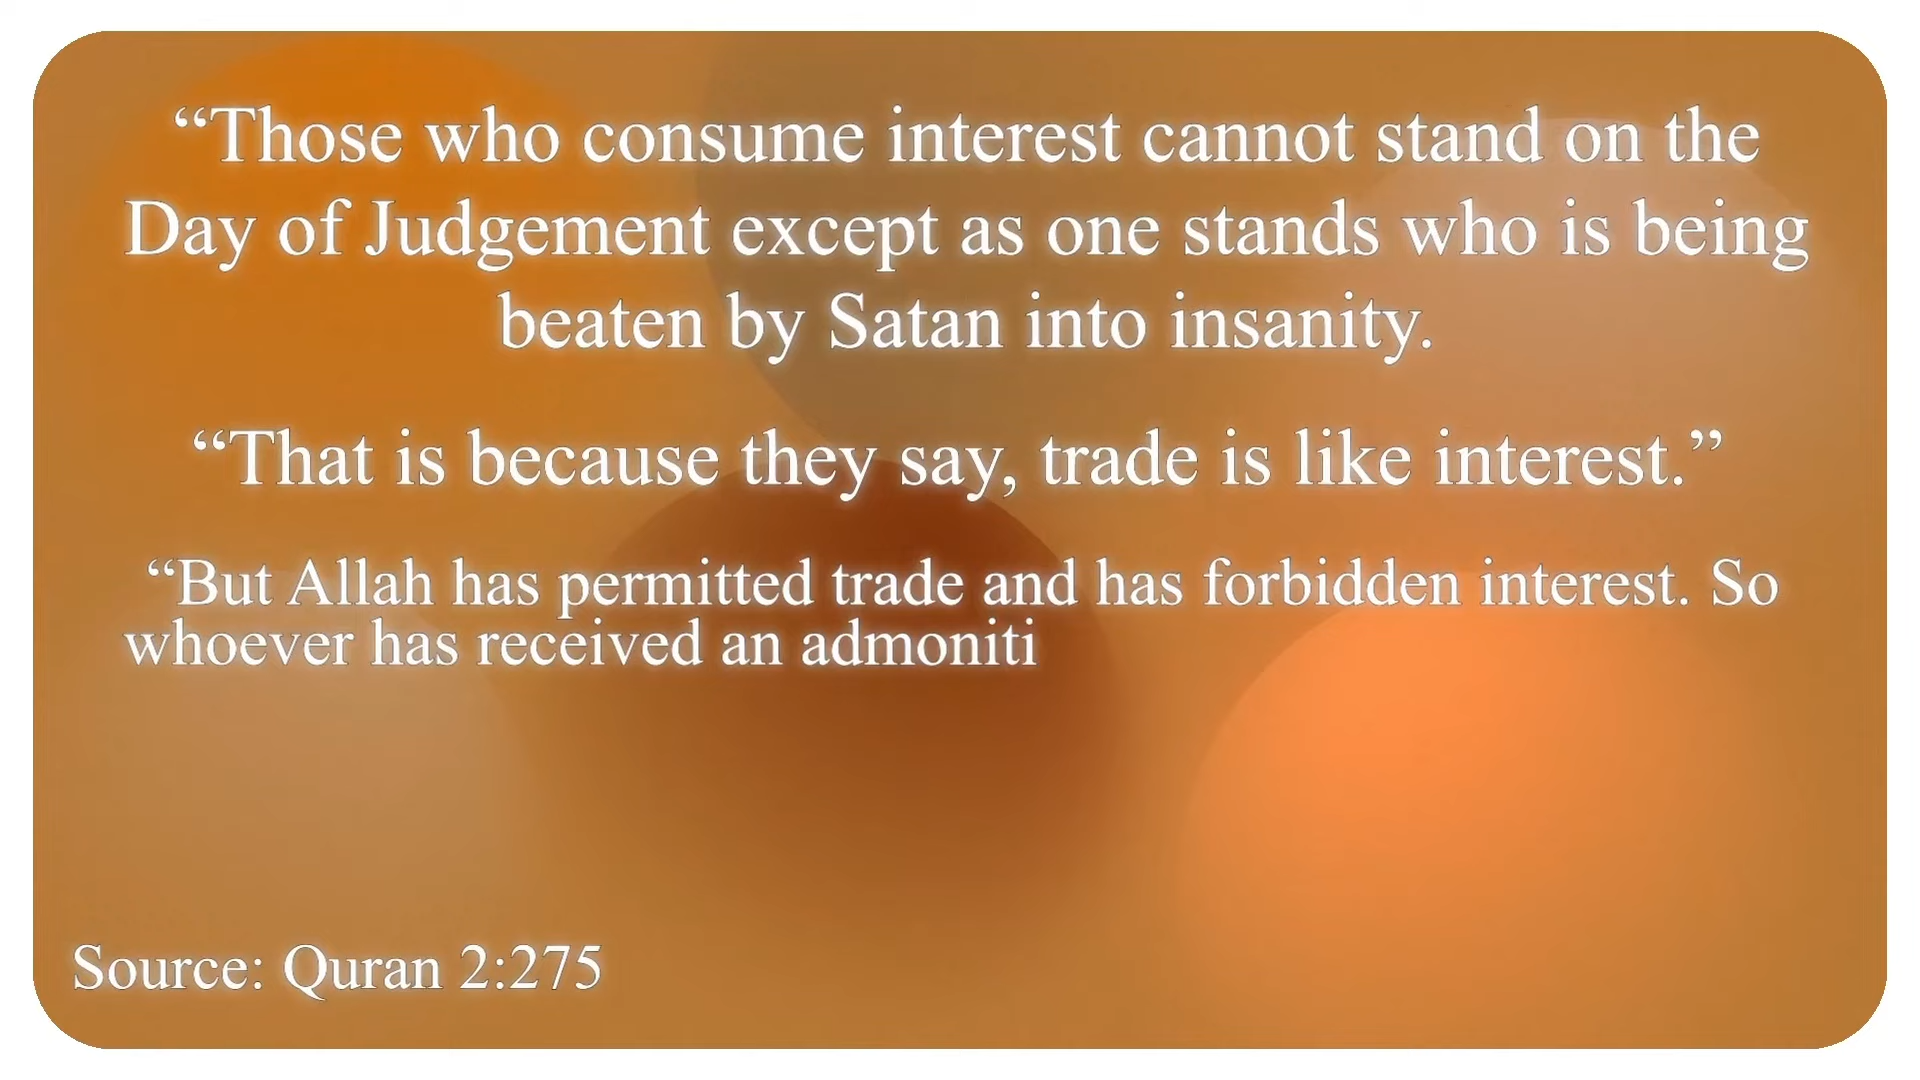 “Those who consume interest cannot stand on the
Day of Judgement except as one stands who is being
beaten by Satan into insanity.
“That is because they say, trade is like interest.”
“But Allah has permitted trade and has forbidden interest. So
whoever has received an admoniti
Source: Quran 2:275